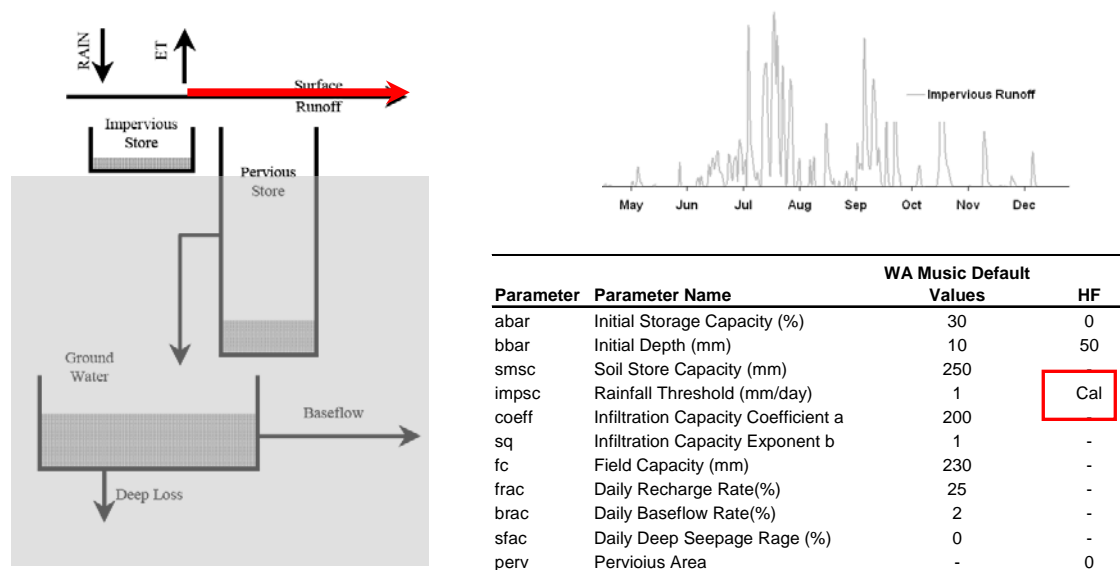 RAIN
ET
Surface
Runoff
Impervious
Store
Pervious
Store
Ground
Water
Baseflow
Deep Loss
Impervious Runoff
May Jun Jul Aug Sep Oct Nov Dec
WA Music Default
Parameter Parameter Name Values HF
abar Initial Storage Capacity (%) 30 0
bbar Initial Depth (mm) 10 50
smsc Soil Store Capacity (mm) 250 -
impsc Rainfall Threshold (mm/day) 1 Cal
coeff Infiltration Capacity Coefficient a 200 -
sq Infiltration Capacity Exponent b 1 -
fc Field Capacity (mm) 230 -
frac Daily Recharge Rate(%) 25 -
brac Daily Baseflow Rate(%) 2 -
sfac Daily Deep Seepage Rage (%) 0 -
perv Pervioius Area - 0